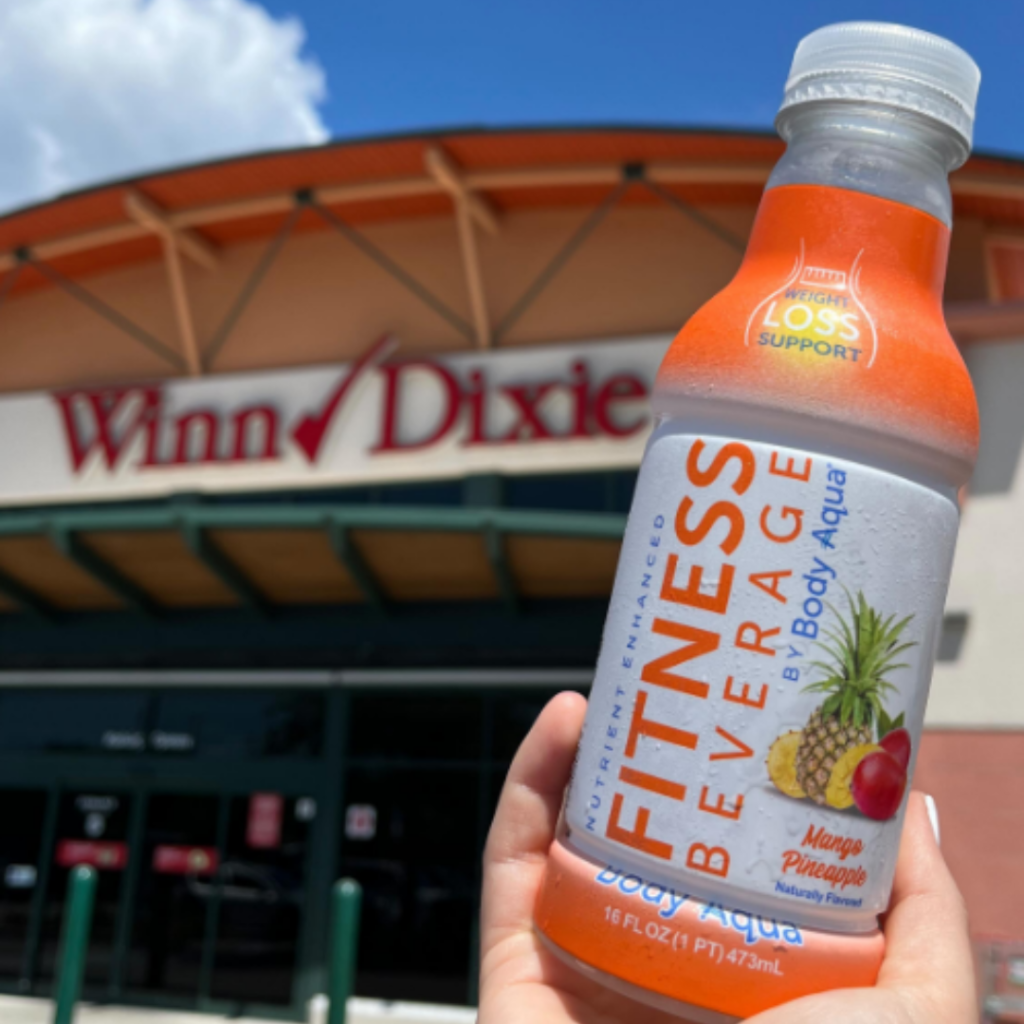 Winn Dixie
WEIGHT
LOSS
SUPPORT
NUTRIENT ENHANCED
FITNESS
BEVERAGE
BY Body Aqua
Mango
Pineapple
Naturally Flavored
Body Aqua
16 FL OZ (1 PT) 473mL